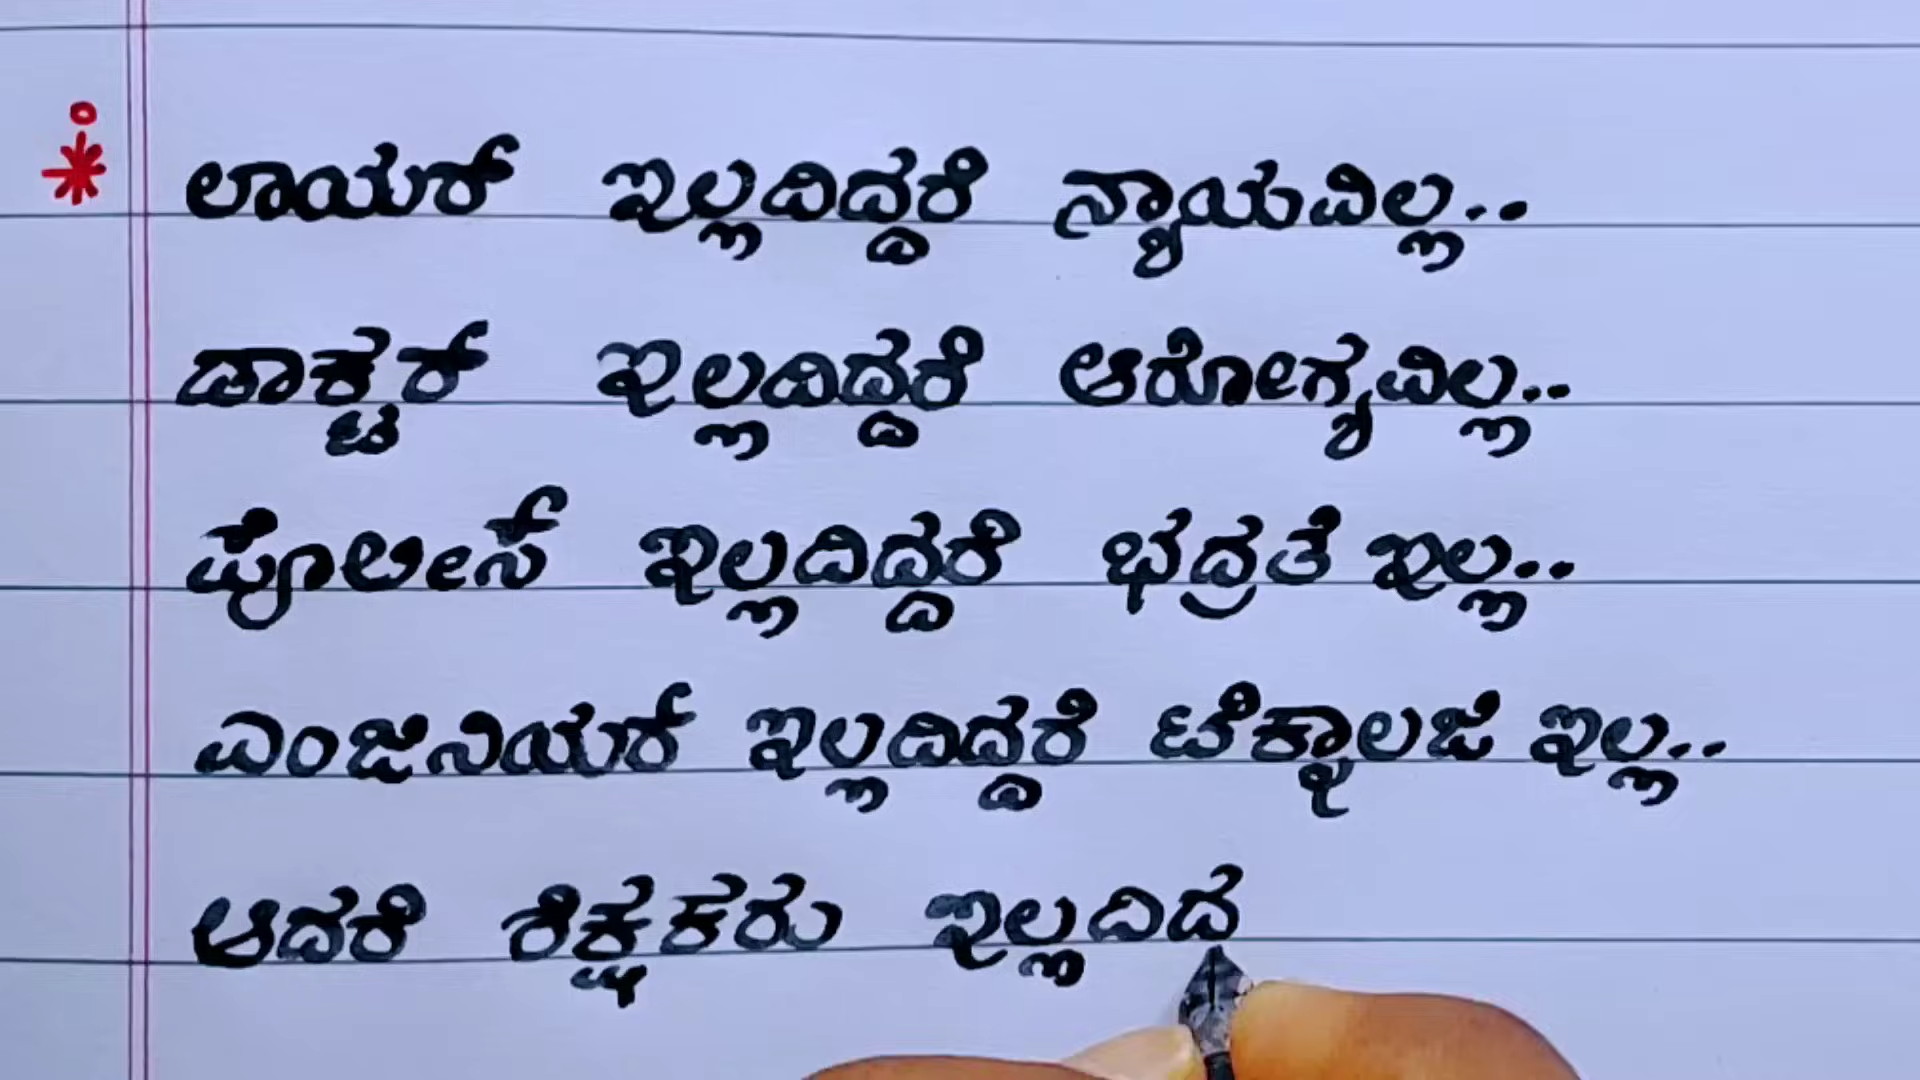 ಲಾಯರ್ ಇಲ್ಲದಿದ್ದರೆ ನ್ಯಾಯವಿಲ್ಲ..
ಡಾಕ್ಟರ್ ಇಲ್ಲದಿದ್ದರೆ ಆರೋಗ್ಯವಿಲ್ಲ..
ಪೊಲೀಸ್ ಇಲ್ಲದಿದ್ದರೆ ಭದ್ರತೆ ಇಲ್ಲ..
ಎಂಜಿನಿಯರ್ ಇಲ್ಲದಿದ್ದರೆ ಟೆಕ್ನಾಲಜಿ ಇಲ್ಲ..
ಆದರೆ ಶಿಕ್ಷಕರು ಇಲ್ಲದಿದ